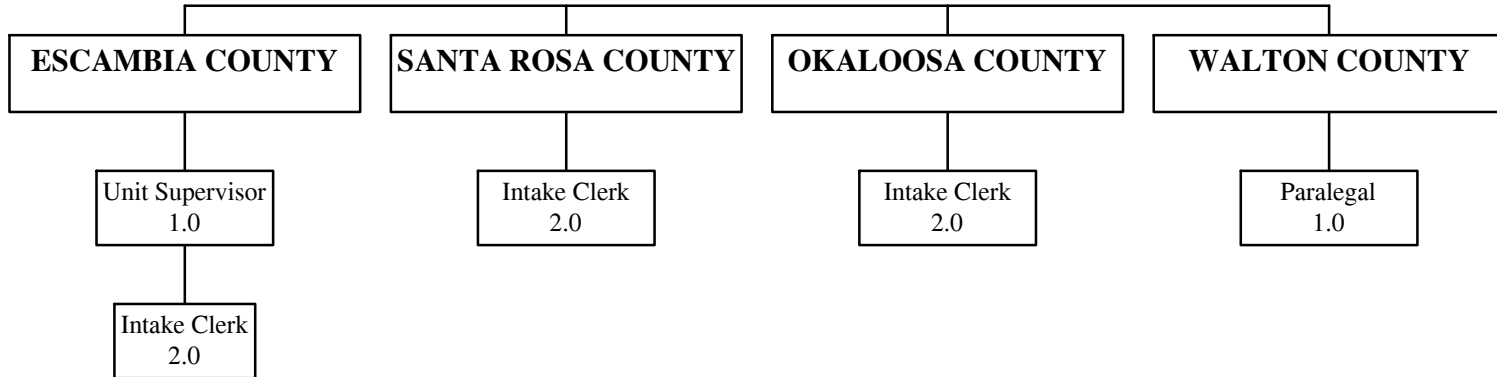 ESCAMBIA COUNTY
SANTA ROSA COUNTY
OKALOOSA COUNTY
WALTON COUNTY
Unit Supervisor
1.0
Intake Clerk
2.0
Intake Clerk
2.0
Paralegal
1.0
Intake Clerk
2.0